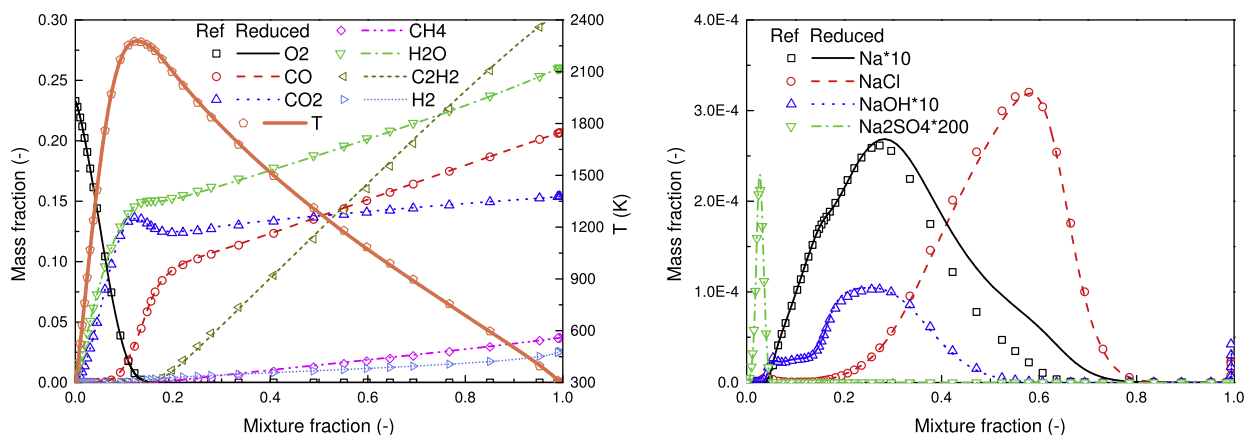 Ref Reduced
O2
CO
CO2
T
CH4
H2O
C2H2
H2
0.30
0.25
0.20
0.15
0.10
0.05
0.00
Mass fraction (-)
2400
2100
1800
1500
1200
900
600
300
T (K)
0.0 0.2 0.4 0.6 0.8 1.0
Mixture fraction (-)
Ref Reduced
Na*10
NaCl
NaOH*10
Na2SO4*200
4.0E-4
3.0E-4
2.0E-4
1.0E-4
0.0
Mass fraction (-)
0.0 0.2 0.4 0.6 0.8 1.0
Mixture fraction (-)